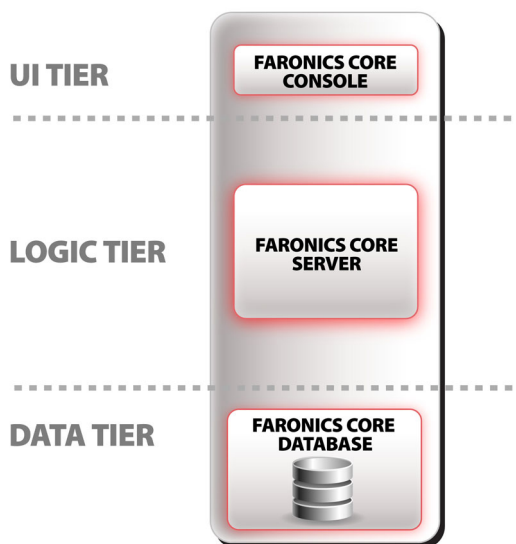 UI TIER
FARONICS CORE
CONSOLE
LOGIC TIER
FARONICS CORE
SERVER
DATA TIER
FARONICS CORE
DATABASE